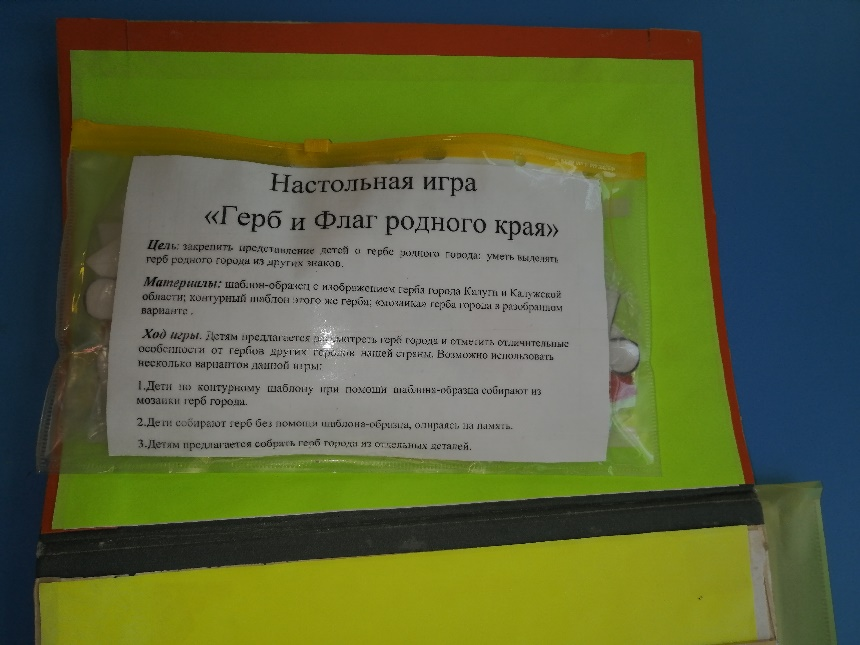 Настольная игра
«Герб и Флаг родного края»
Цель: закрепить представление детей о гербе родного города: уметь выделять
герб родного города из других знаков.
Материалы: шаблон-образец с изображением герба города Калуги и Калужской
области; контурный шаблон этого же герба; «мозаика» герба города в разобранном
варианте .
Ход игры. Детям предлагается рассмотреть герб города и отметить отличительные
особенности от гербов других городов нашей страны. Возможно использовать
несколько вариантов данной игры:
1.Дети по контурному шаблону при помощи шаблона-образца собирают из
мозаики герб города.
2.Дети собирают герб без помощи шаблона-образца, опираясь на память.
3.Детям предлагается собрать герб города из отдельных деталей.